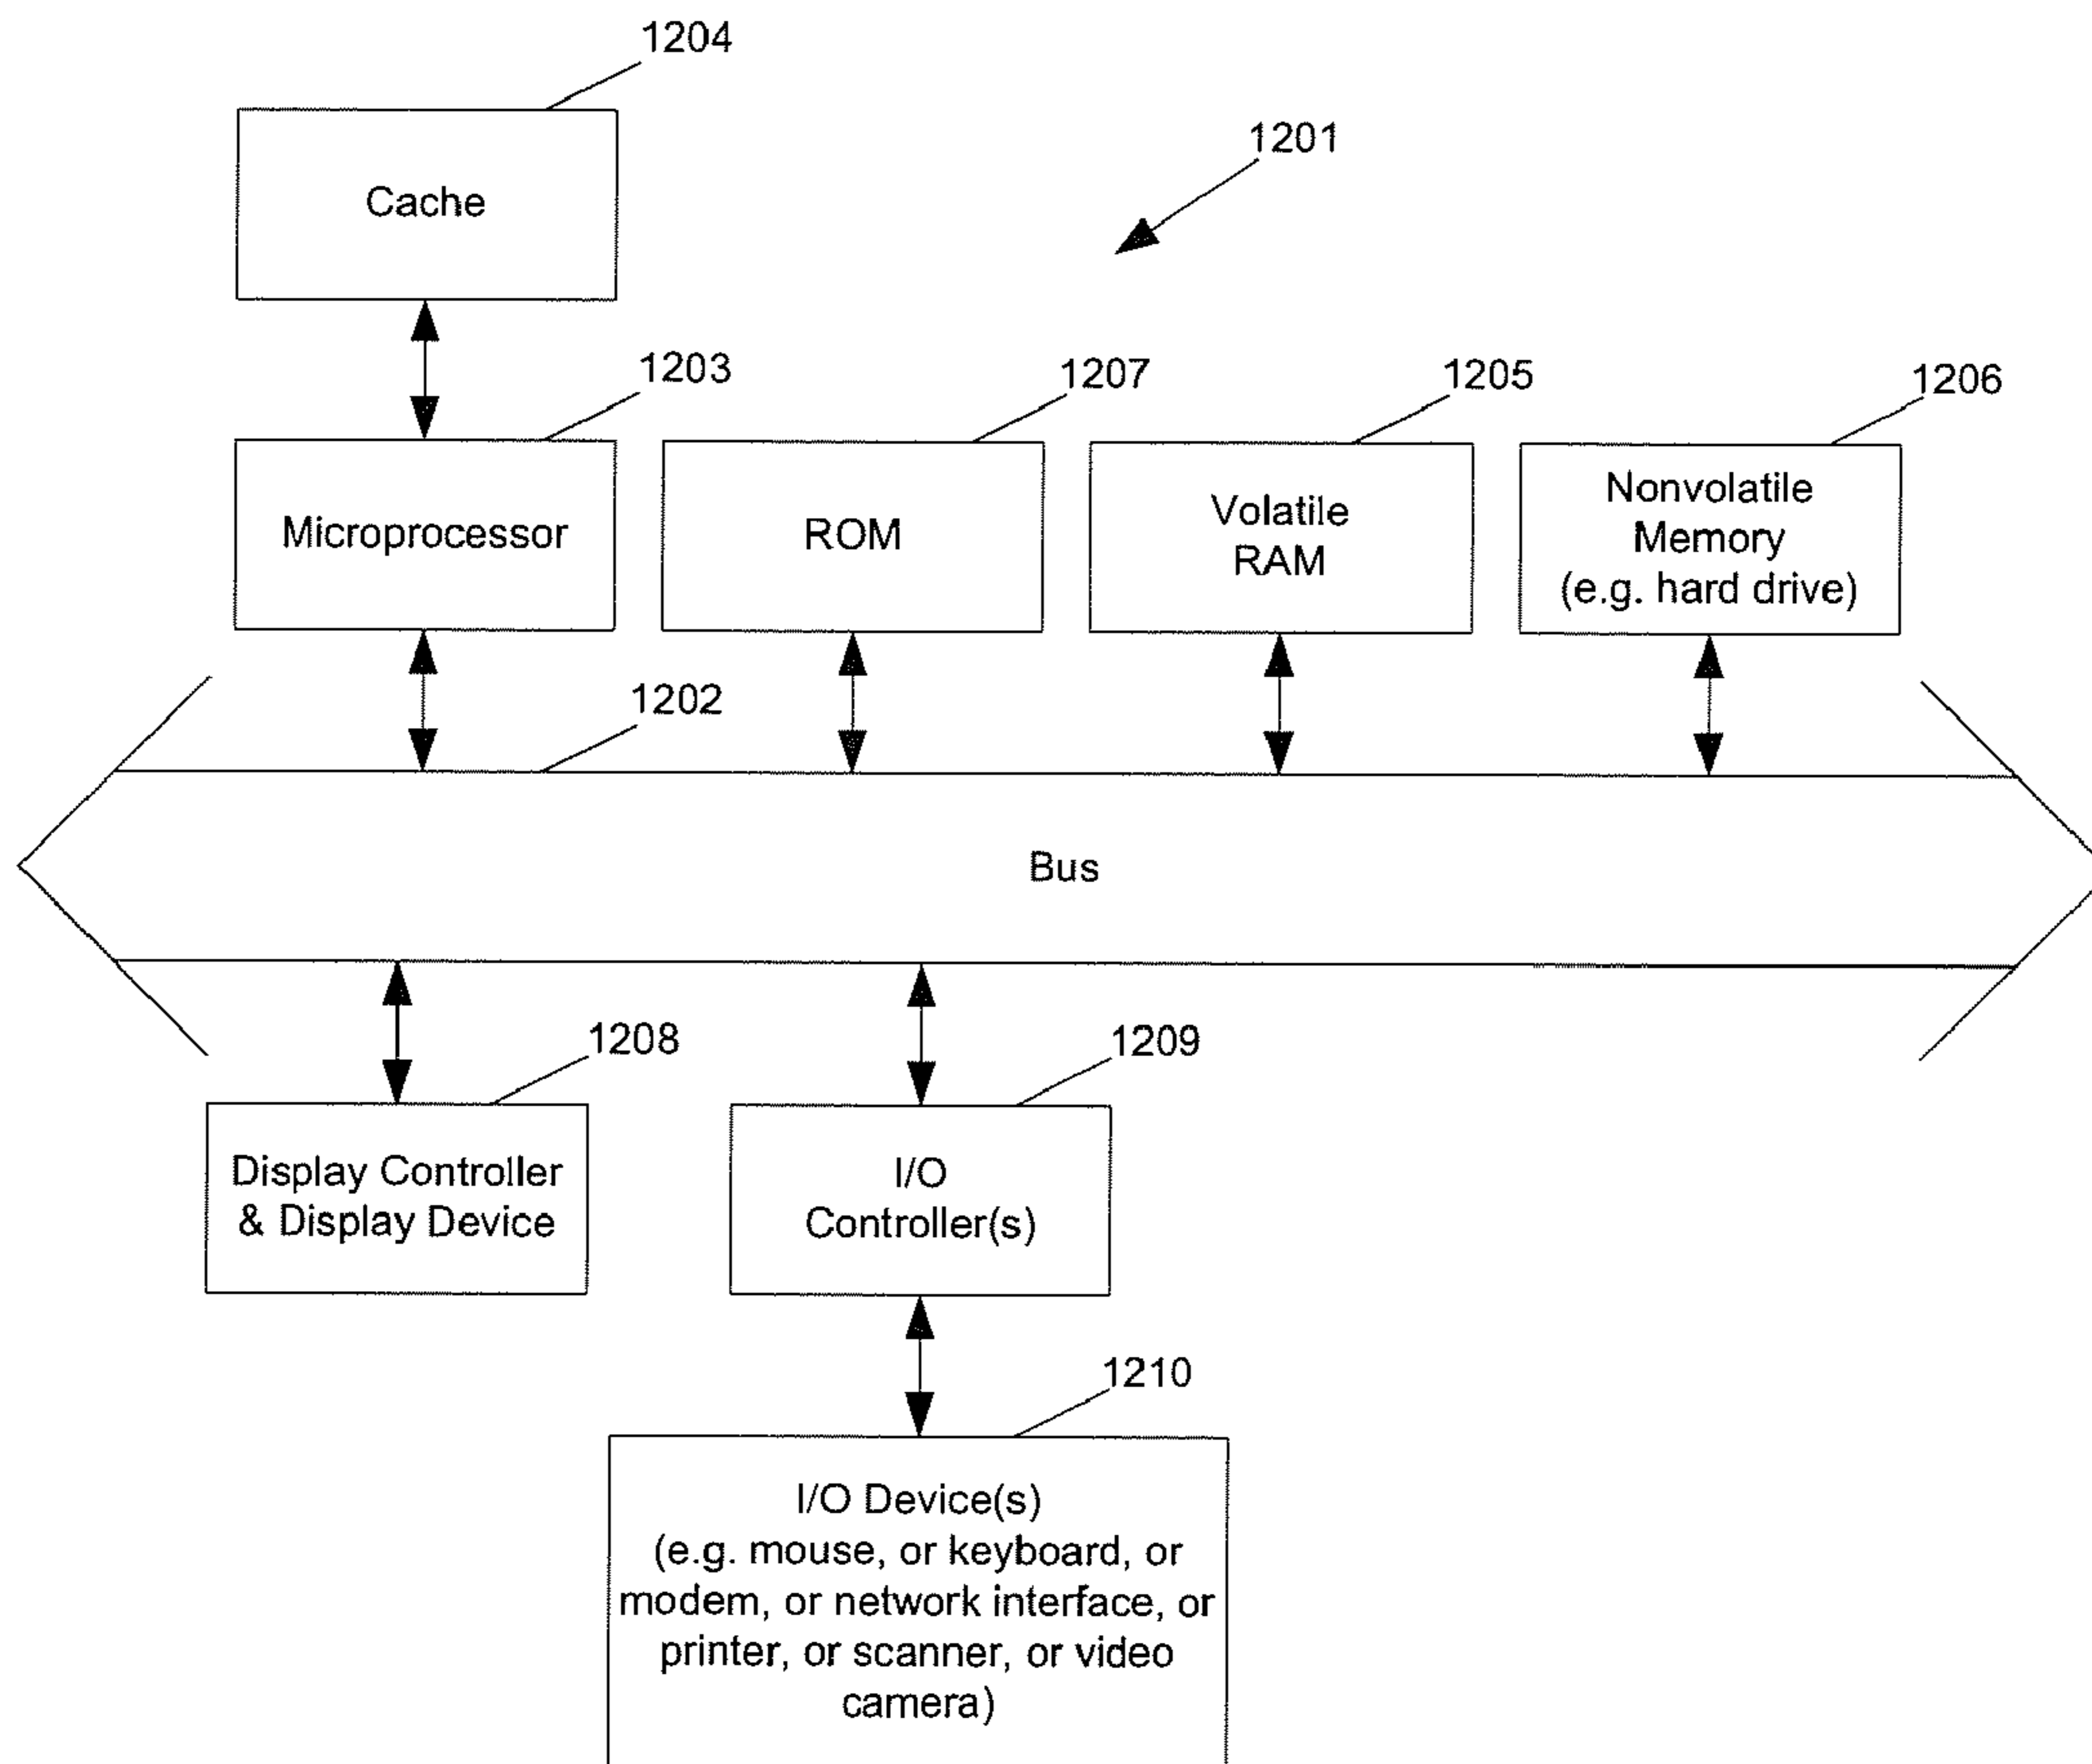 1204
1201
Cache
1203
1207
1205
1206
Microprocessor
ROM
Volatile
RAM
Nonvolatile
Memory
(e.g. hard drive)
1202
Bus
1208
1209
Display Controller
& Display Device
I/O
Controller(s)
1210
I/O Device(s)
(e.g. mouse, or keyboard, or
modem, or network interface, or
printer, or scanner, or video
camera)